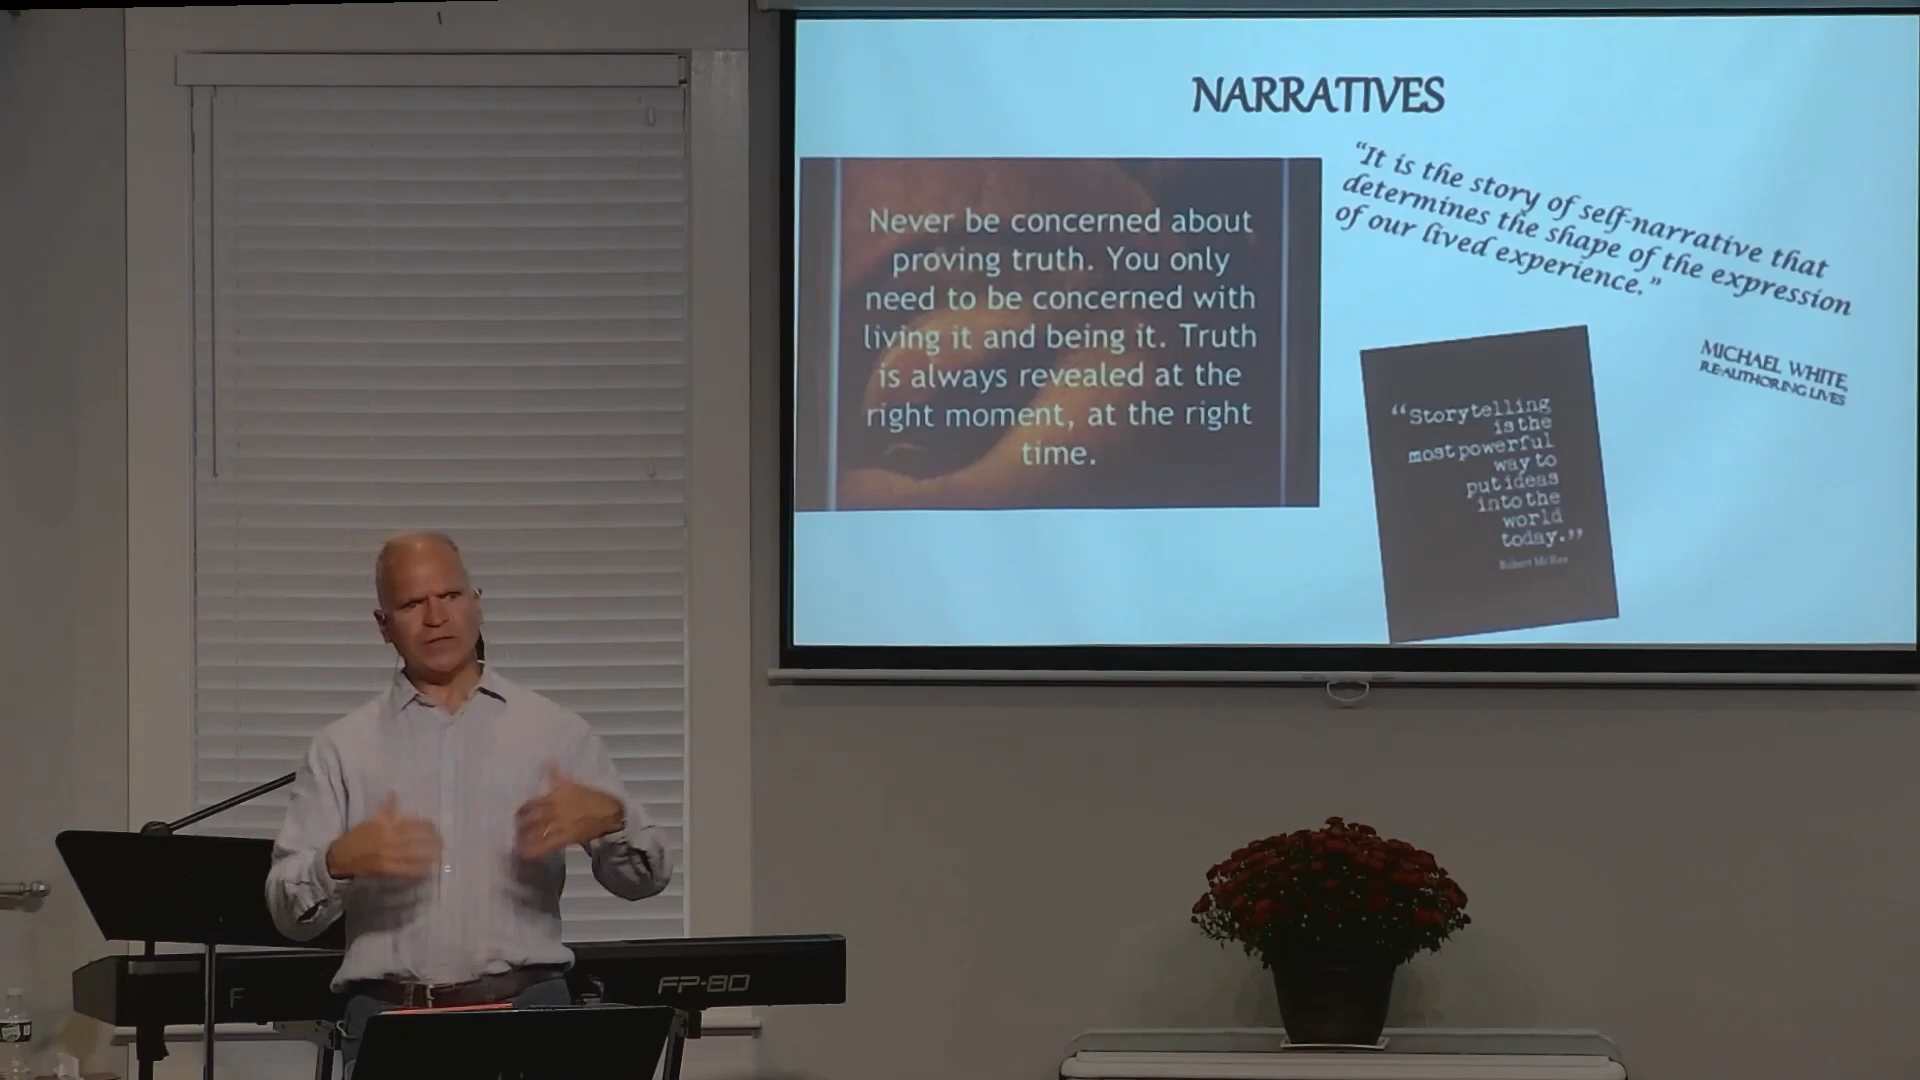 NARRATIVES
Never be concerned about
proving truth. You only
need to be concerned with
living it and being it. Truth
is always revealed at the
right moment, at the right
time.
“It is the story of self-narrative that
determines the shape of the expression
of our lived experience.”
MICHAEL WHITE,
RE-AUTHORING LIVES
“Storytelling
is the
most powerful
way to
put ideas
into the
world
today.”
Robert McKee
FP-80
F